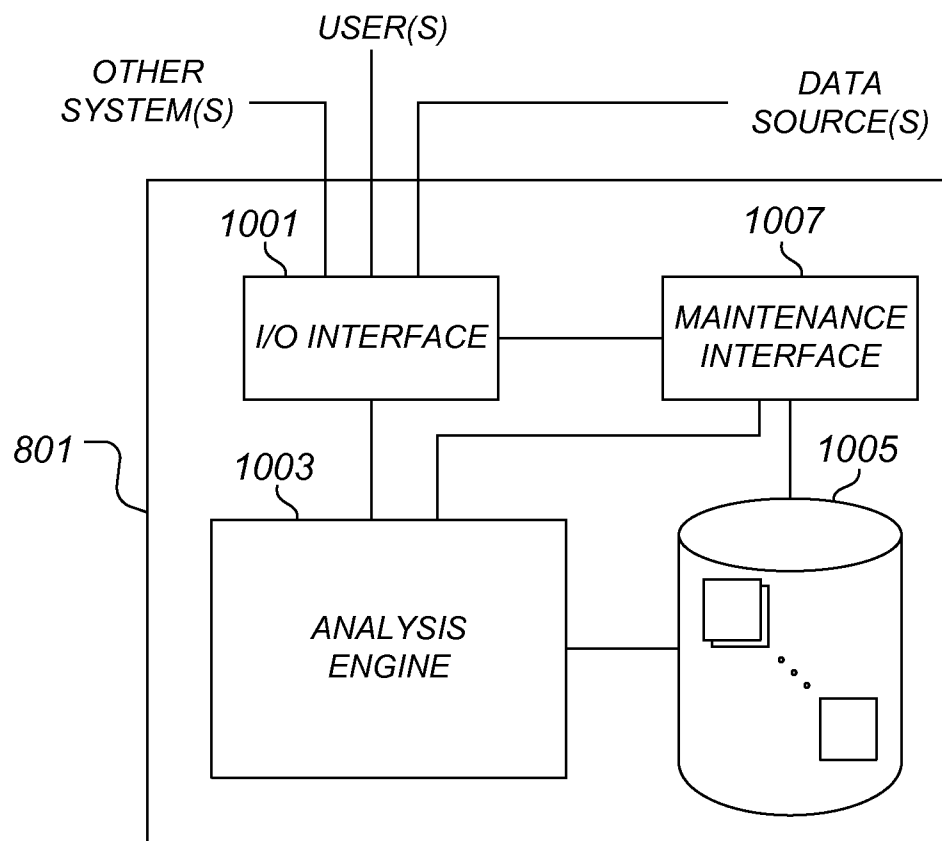 USER(S)
OTHER
SYSTEM(S)
DATA
SOURCE(S)
1001
1007
I/O INTERFACE
MAINTENANCE
INTERFACE
801
1003
1005
ANALYSIS
ENGINE